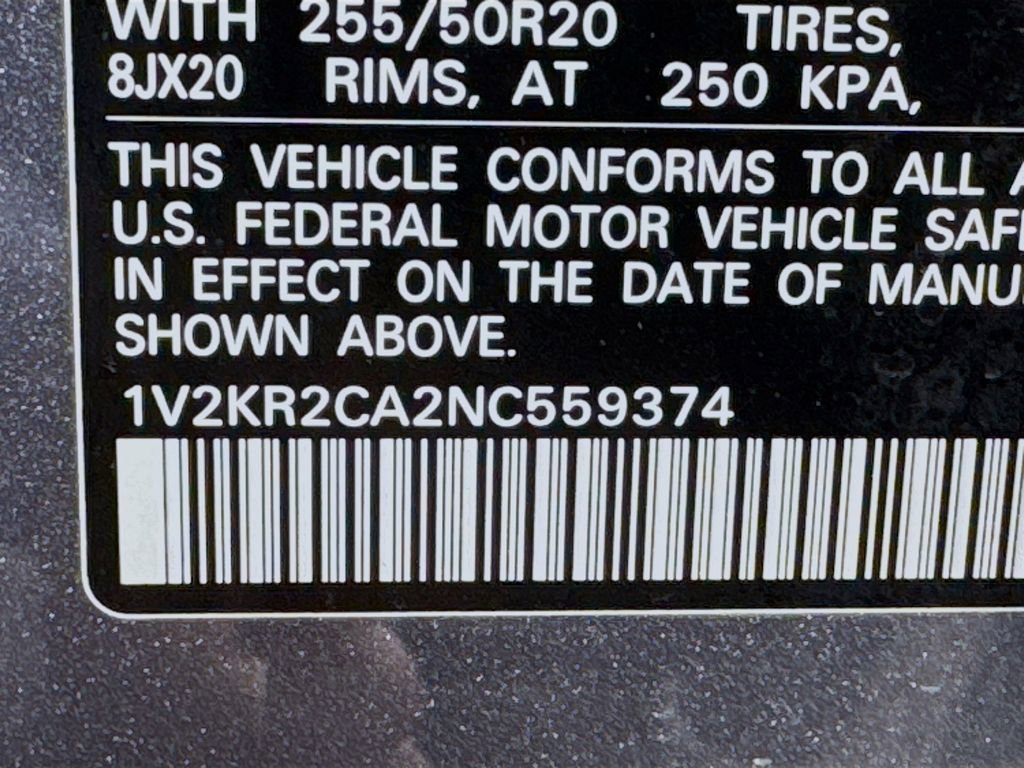 WITH 255/50R20 TIRES,
8JX20 RIMS, AT 250 KPA,
THIS VEHICLE CONFORMS TO ALL
U.S. FEDERAL MOTOR VEHICLE
IN EFFECT ON THE DATE OF
SHOWN ABOVE.
1V2KR2CA2NC559374